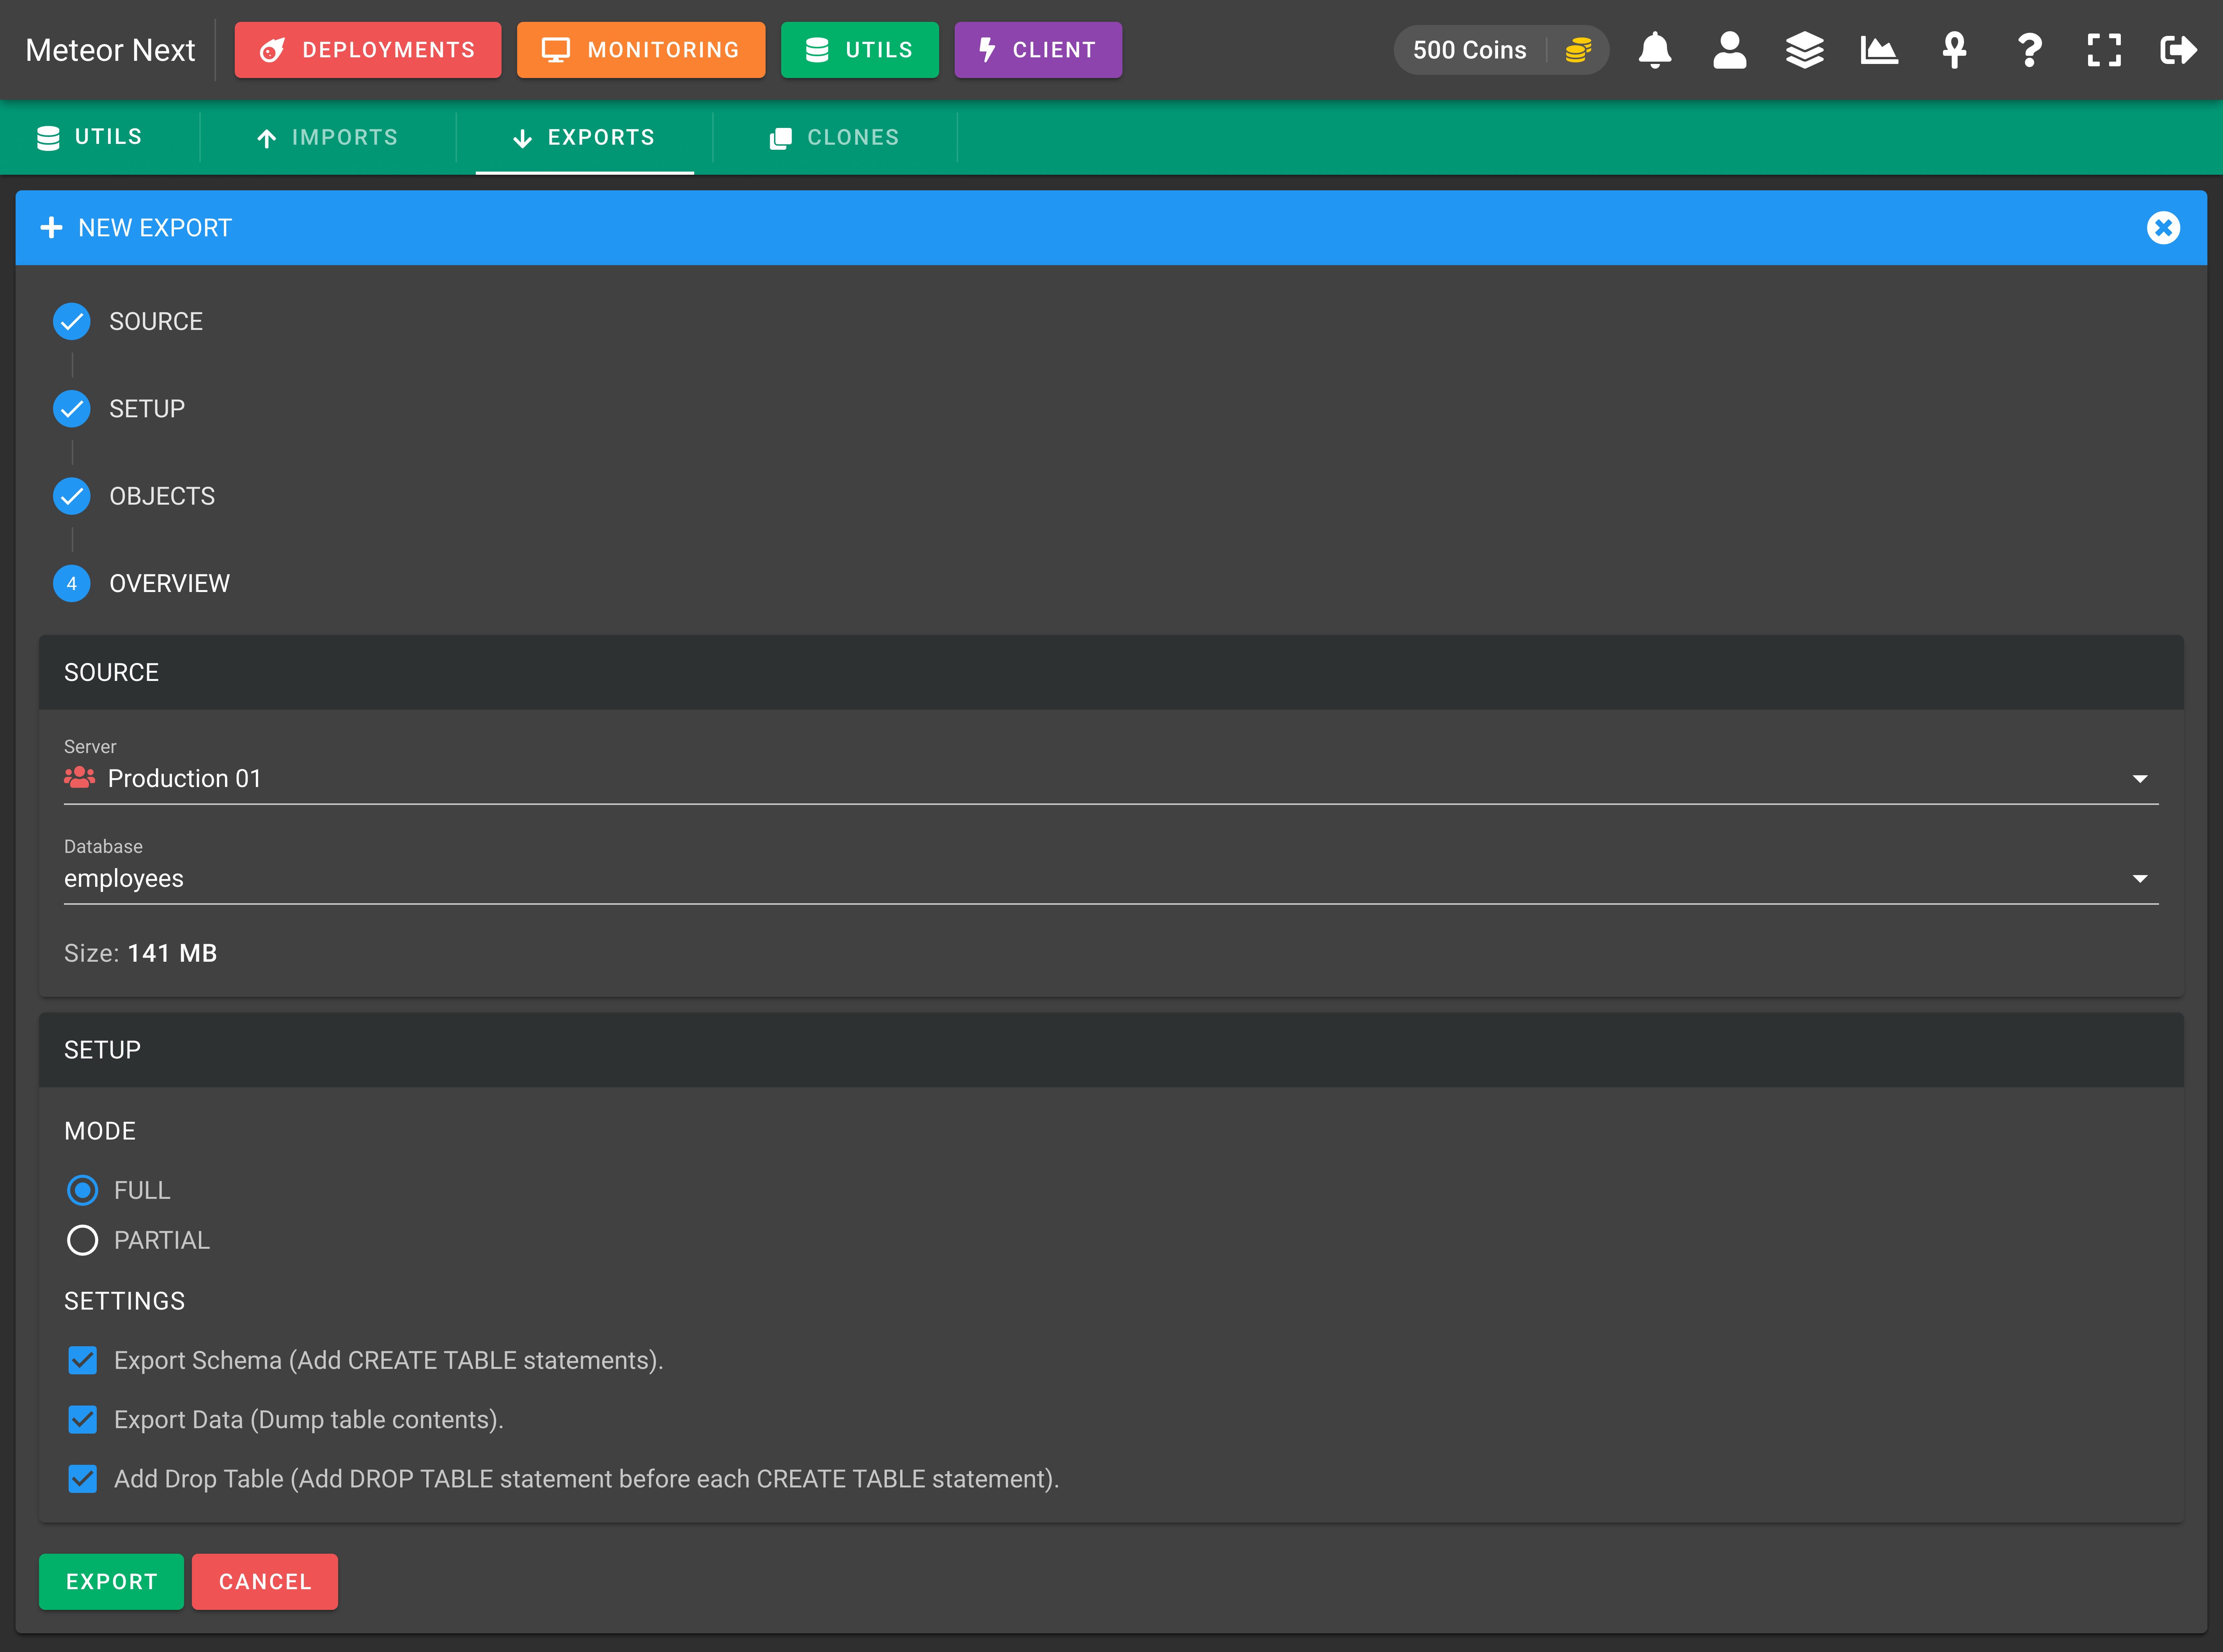 Meteor Next DEPLOYMENTS MONITORING UTILS CLIENT 500 Coins
UTILS IMPORTS EXPORTS CLONES
NEW EXPORT
SOURCE
SETUP
OBJECTS
4 OVERVIEW
SOURCE
Server
Production 01
Database
employees
Size: 141 MB
SETUP
MODE
FULL
PARTIAL
SETTINGS
Export Schema (Add CREATE TABLE statements).
Export Data (Dump table contents).
Add Drop Table (Add DROP TABLE statement before each CREATE TABLE statement).
EXPORT CANCEL